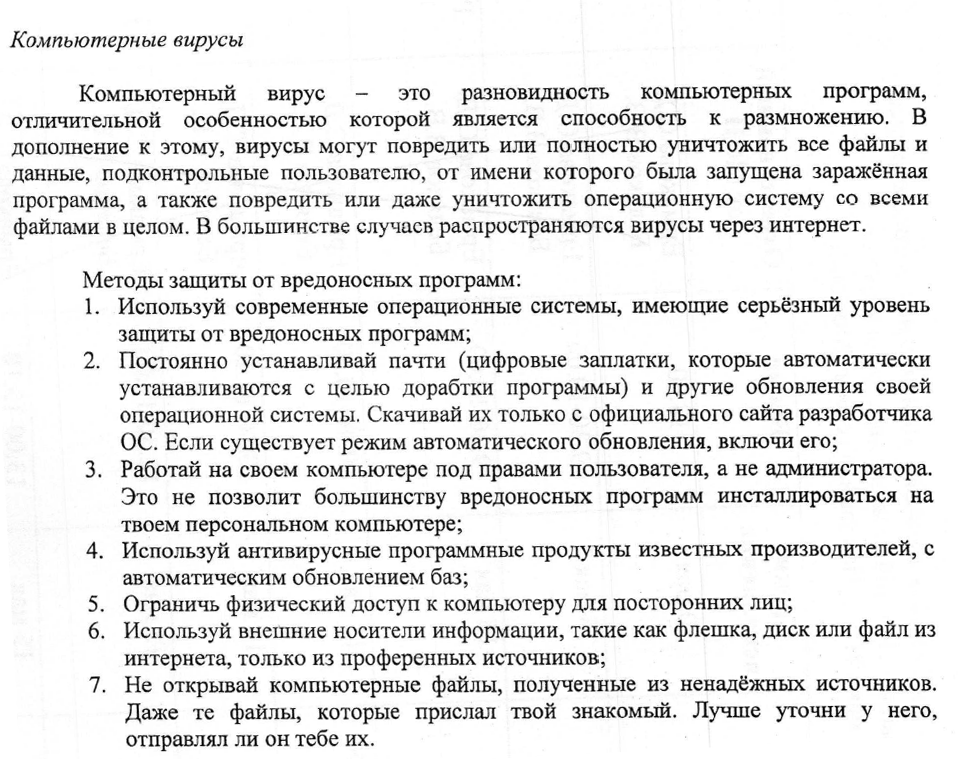 Компьютерные вирусы
Компьютерный вирус – это разновидность компьютерных программ,
отличительной особенностью которой является способность к размножению. В
дополнение к этому, вирусы могут повредить или полностью уничтожить все файлы и
данные, подконтрольные пользователю, от имени которого была запущена заражённая
программа, а также повредить или даже уничтожить операционную систему со всеми
файлами в целом. В большинстве случаев распространяются вирусы через интернет.
Методы защиты от вредоносных программ:
1. Используй современные операционные системы, имеющие серьёзный уровень
защиты от вредоносных программ;
2. Постоянно устанавливай пачти (цифровые заплатки, которые автоматически
устанавливаются с целью дорабтки программы) и другие обновления своей
операционной системы. Скачивай их только с официального сайта разработчика
ОС. Если существует режим автоматического обновления, включи его;
3. Работай на своем компьютере под правами пользователя, а не администратора.
Это не позволит большинству вредоносных программ инсталлироваться на
твоем персональном компьютере;
4. Используй антивирусные программные продукты известных производителей, с
автоматическим обновлением баз;
5. Ограничь физический доступ к компьютеру для посторонних лиц;
6. Используй внешние носители информации, такие как флешка, диск или файл из
интернета, только из проференных источников;
7. Не открывай компьютерные файлы, полученные из ненадёжных источников.
Даже те файлы, которые прислал твой знакомый. Лучше уточни у него,
отправлял ли он тебе их.